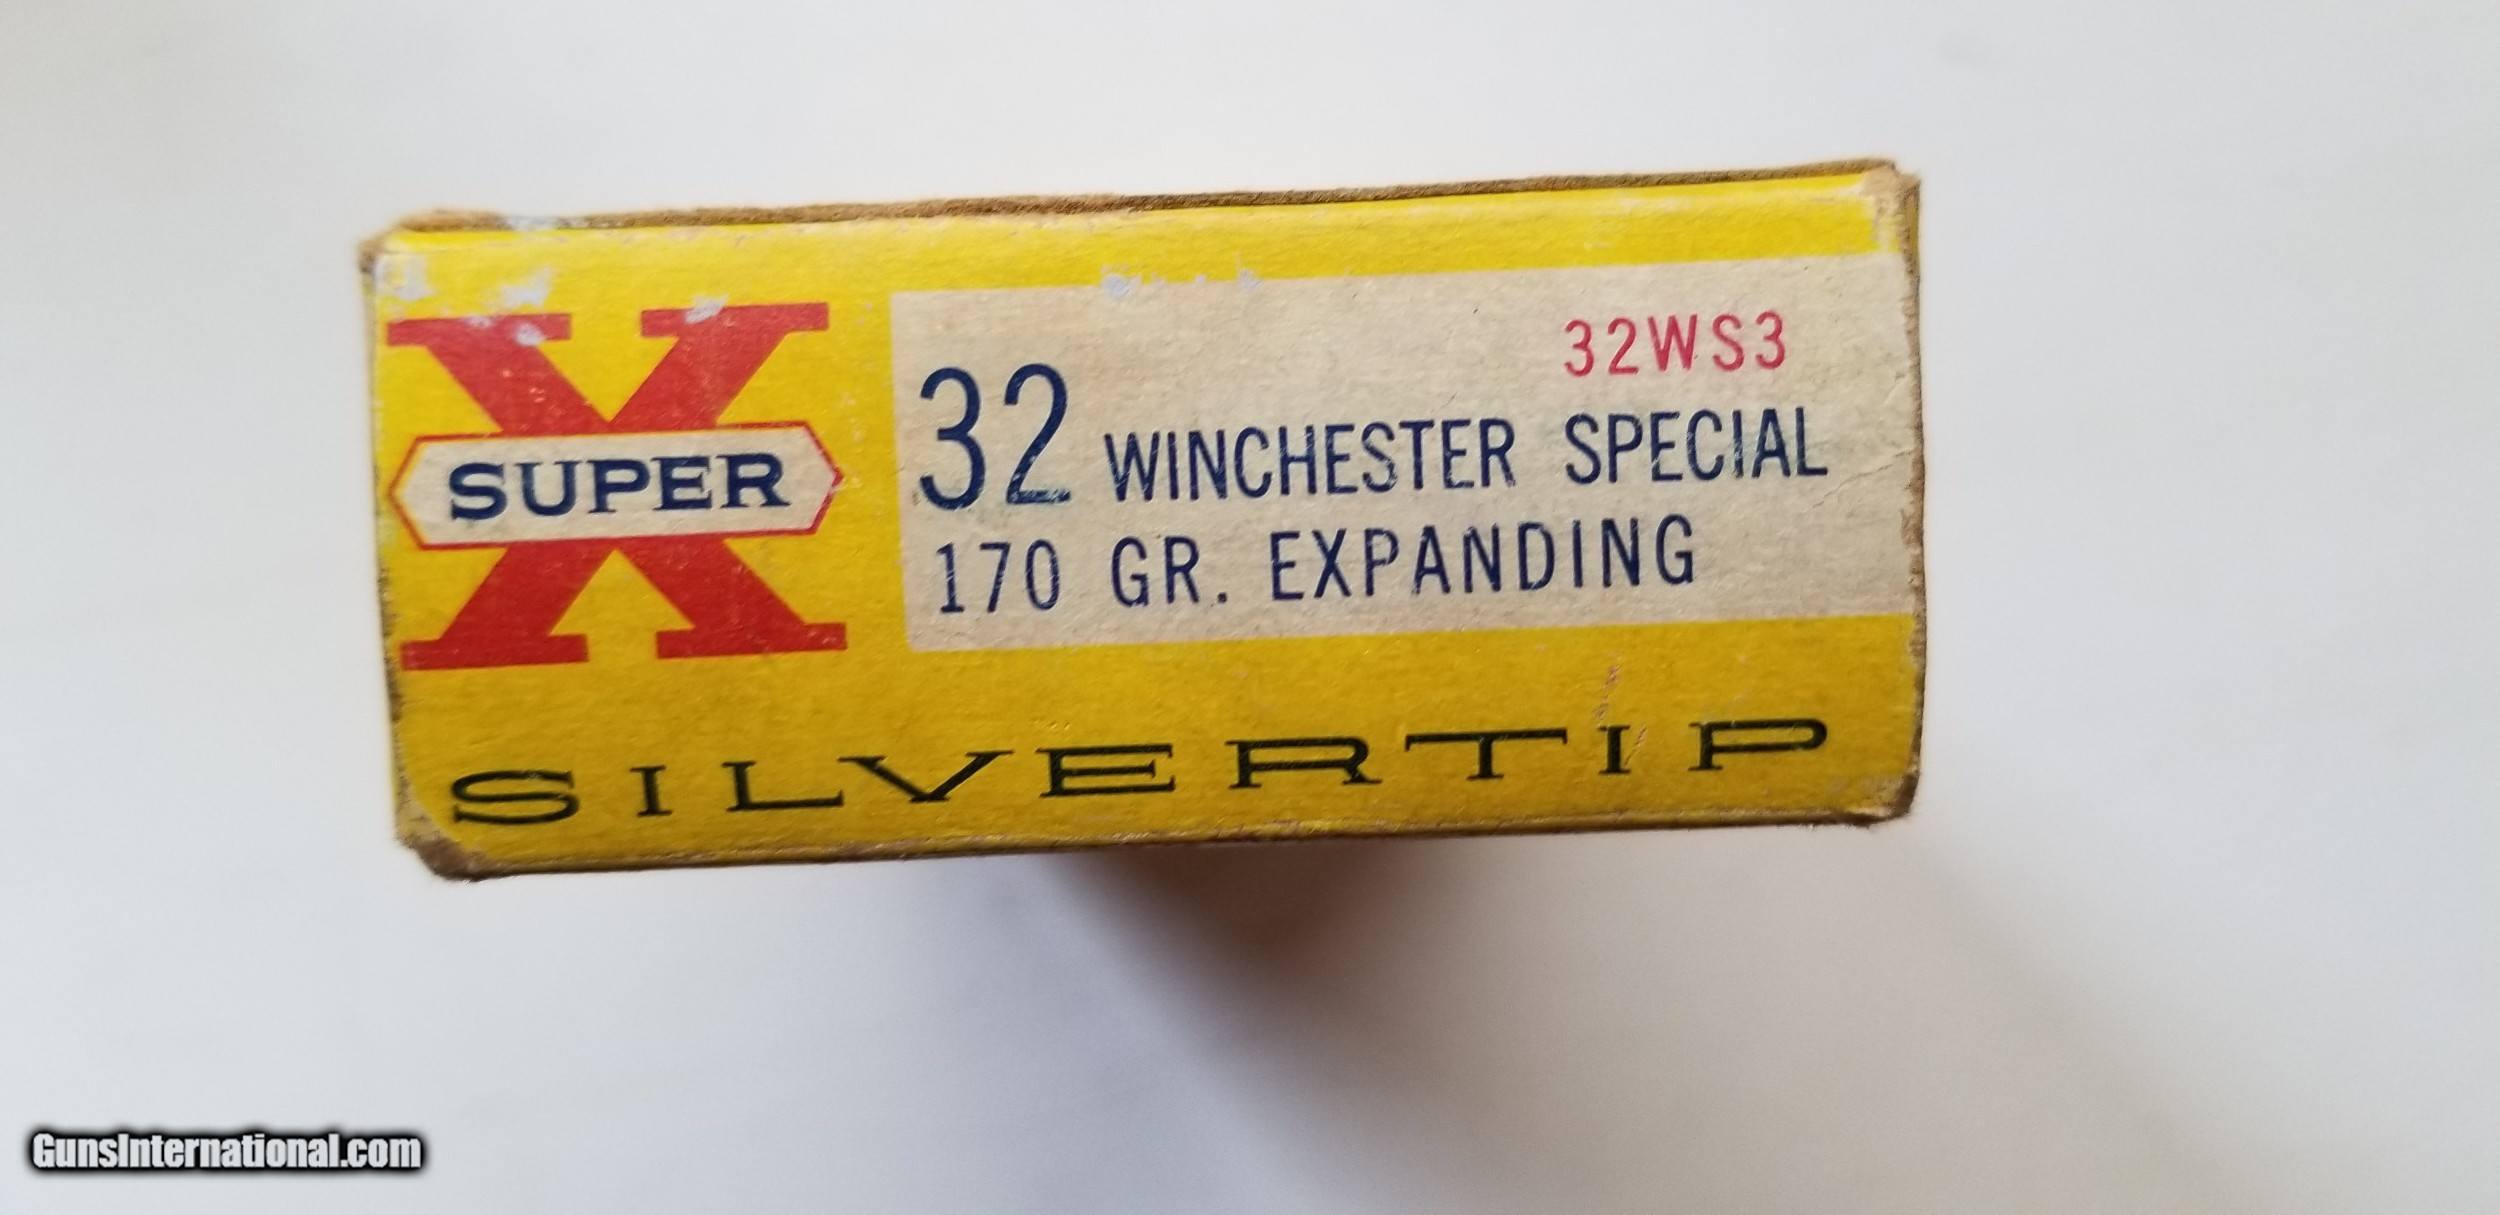 SUPER X
32WS3
32 WINCHESTER SPECIAL
170 GR. EXPANDING
SILVERTIP
GunsInternational.com